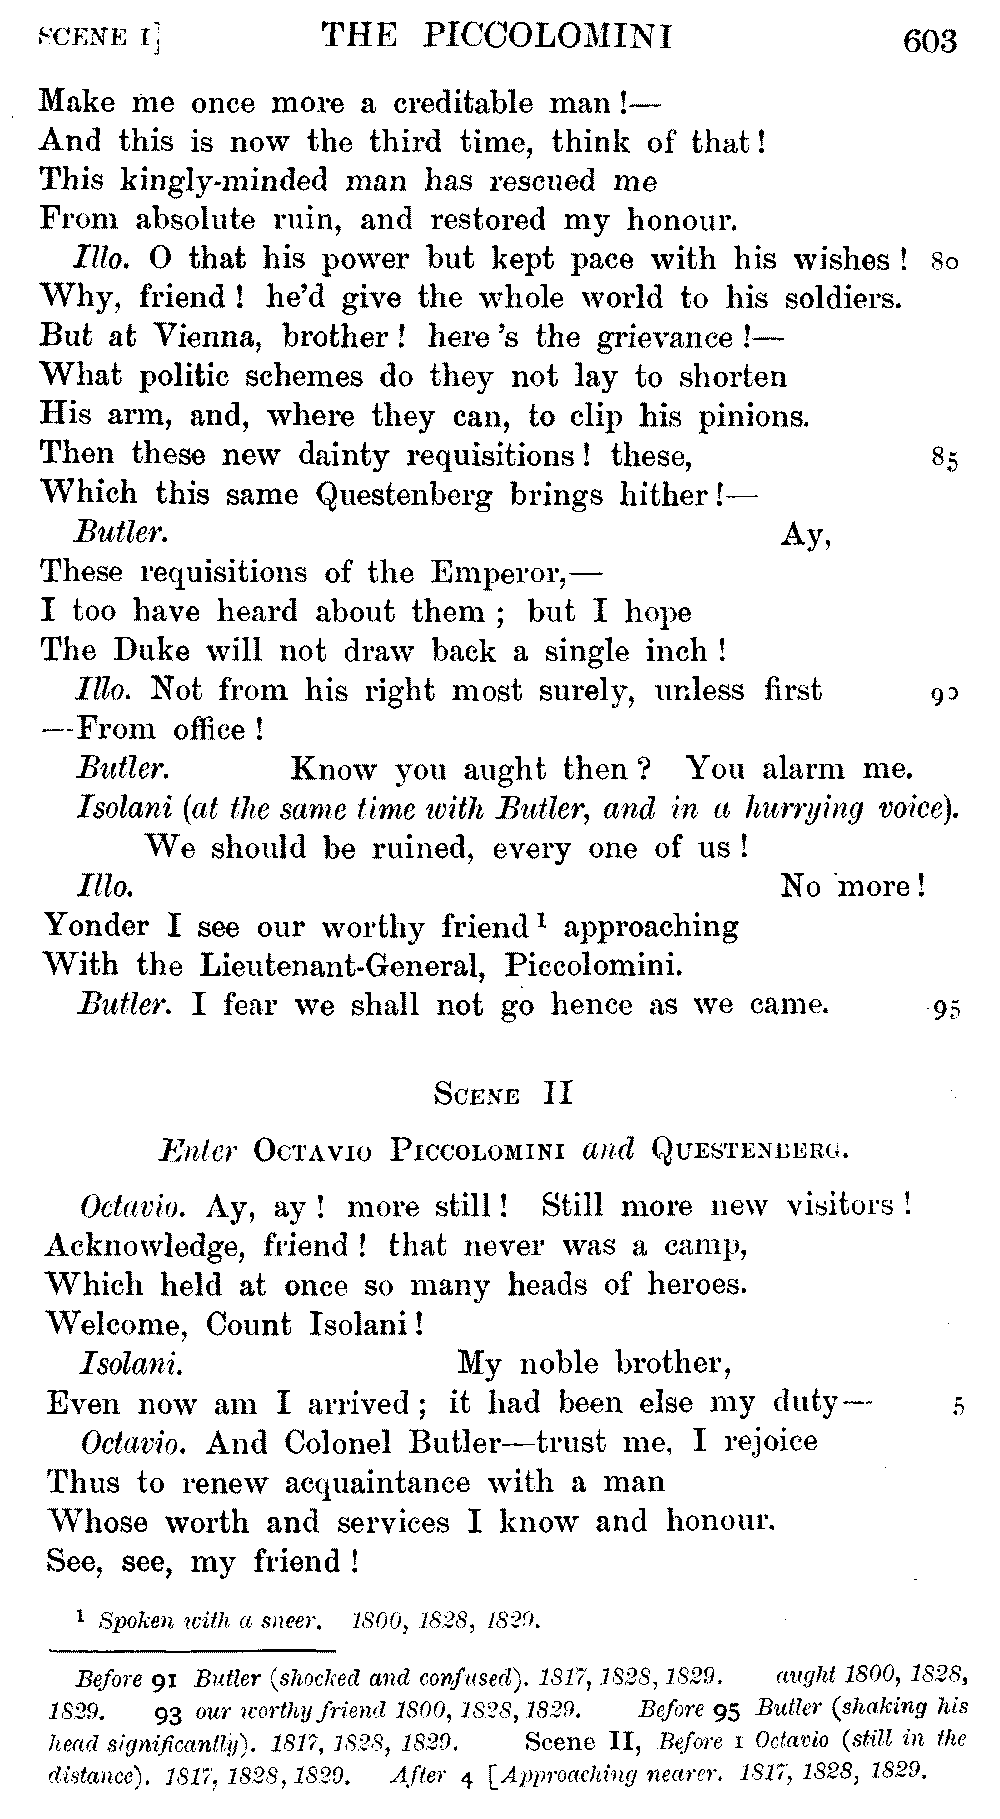 SCENE I] THE PICCOLOMINI 603
Make me once more a creditable man!—
And this is now the third time, think of that!
This kingly-minded man has rescued me
From absolute ruin, and restored my honour.
Illo. O that his power but kept pace with his wishes! 80
Why, friend! he'd give the whole world to his soldiers.
But at Vienna, brother! here's the grievance!—
What politic schemes do they not lay to shorten
His arm, and, where they can, to clip his pinions.
Then these new dainty requisitions! these, 85
Which this same Questenberg brings hither!—
Butler. Ay,
These requisitions of the Emperor,—
I too have heard about them; but I hope
The Duke will not draw back a single inch!
Illo. Not from his right most surely, unless first 90
—From office!
Butler. Know you aught then? You alarm me.
Isolani (at the same time with Butler, and in a hurrying voice).
We should be ruined, every one of us!
Illo. No more!
Yonder I see our worthy friend¹ approaching
With the Lieutenant-General, Piccolomini.
Butler. I fear we shall not go hence as we came. 95
SCENE II
Enter OCTAVIO PICCOLOMINI and QUESTENBERG.
Octavio. Ay, ay! more still! Still more new visitors!
Acknowledge, friend! that never was a camp,
Which held at once so many heads of heroes.
Welcome, Count Isolani!
Isolani. My noble brother,
Even now am I arrived; it had been else my duty— 5
Octavio. And Colonel Butler—trust me, I rejoice
Thus to renew acquaintance with a man
Whose worth and services I know and honour.
See, see, my friend!
¹ Spoken with a sneer. 1800, 1828, 1829.
Before 91 Butler (shocked and confused). 1817, 1828, 1829. aught 1800, 1828,
1829. 93 our worthy friend 1800, 1828, 1829. Before 95 Butler (shaking his
head significantly). 1817, 1828, 1829. Scene II, Before 1 Octavio (still in the
distance). 1817, 1828, 1829. After 4 [Approaching nearer. 1817, 1828, 1829.